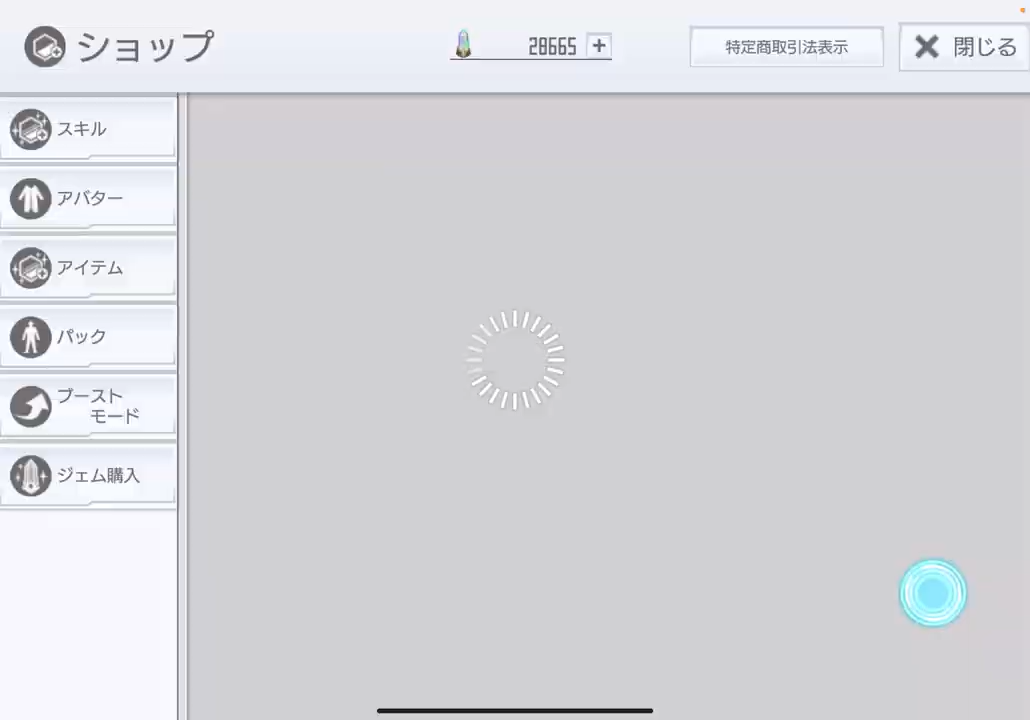 ショップ
28665
特定商取引法表示
閉じる
スキル
アバター
アイテム
パック
ブースト
モード
ジェム購入